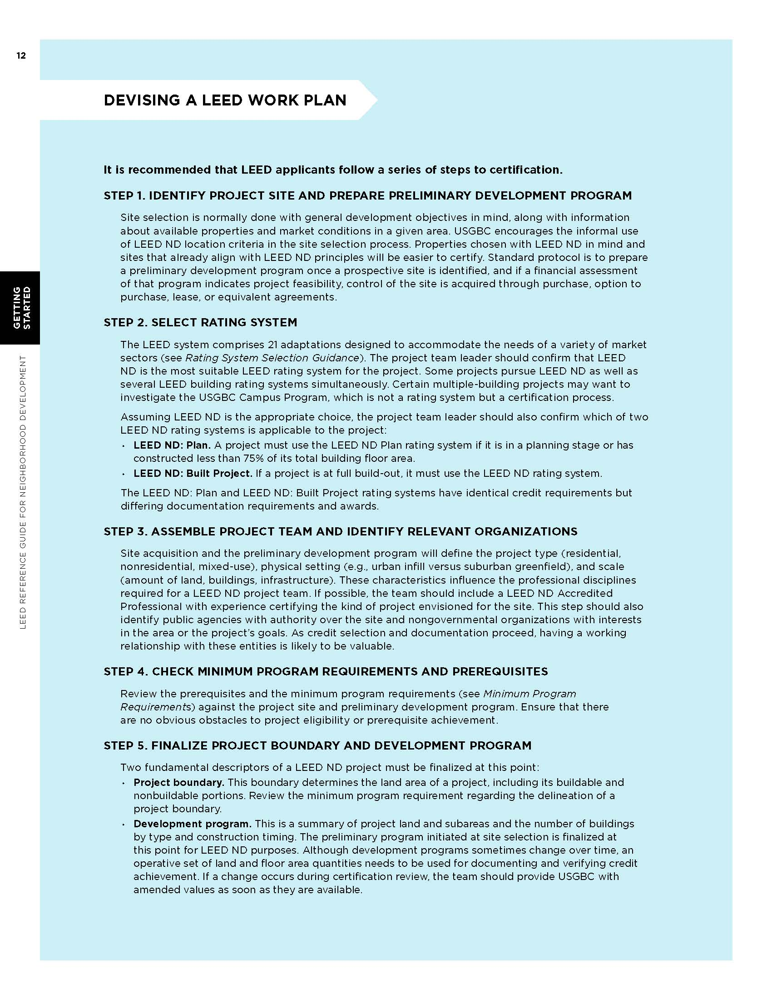 12
DEVISING A LEED WORK PLAN
It is recommended that LEED applicants follow a series of steps to certification.
STEP 1. IDENTIFY PROJECT SITE AND PREPARE PRELIMINARY DEVELOPMENT PROGRAM
Site selection is normally done with general development objectives in mind, along with information
about available properties and market conditions in a given area. USGBC encourages the informal use
of LEED ND location criteria in the site selection process. Properties chosen with LEED ND in mind and
sites that already align with LEED ND principles will be easier to certify. Standard protocol is to prepare
a preliminary development program once a prospective site is identified, and if a financial assessment
of that program indicates project feasibility, control of the site is acquired through purchase, option to
purchase, lease, or equivalent agreements.
STEP 2. SELECT RATING SYSTEM
The LEED system comprises 21 adaptations designed to accommodate the needs of a variety of market
sectors (see Rating System Selection Guidance). The project team leader should confirm that LEED
ND is the most suitable LEED rating system for the project. Some projects pursue LEED ND as well as
several LEED building rating systems simultaneously. Certain multiple-building projects may want to
investigate the USGBC Campus Program, which is not a rating system but a certification process.
Assuming LEED ND is the appropriate choice, the project team leader should also confirm which of two
LEED ND rating systems is applicable to the project:
• LEED ND: Plan. A project must use the LEED ND Plan rating system if it is in a planning stage or has
constructed less than 75% of its total building floor area.
• LEED ND: Built Project. If a project is at full build-out, it must use the LEED ND rating system.
The LEED ND: Plan and LEED ND: Built Project rating systems have identical credit requirements but
differing documentation requirements and awards.
STEP 3. ASSEMBLE PROJECT TEAM AND IDENTIFY RELEVANT ORGANIZATIONS
Site acquisition and the preliminary development program will define the project type (residential,
nonresidential, mixed-use), physical setting (e.g., urban infill versus suburban greenfield), and scale
(amount of land, buildings, infrastructure). These characteristics influence the professional disciplines
required for a LEED ND project team. If possible, the team should include a LEED ND Accredited
Professional with experience certifying the kind of project envisioned for the site. This step should also
identify public agencies with authority over the site and nongovernmental organizations with interests
in the area or the project’s goals. As credit selection and documentation proceed, having a working
relationship with these entities is likely to be valuable.
STEP 4. CHECK MINIMUM PROGRAM REQUIREMENTS AND PREREQUISITES
Review the prerequisites and the minimum program requirements (see Minimum Program
Requirements) against the project site and preliminary development program. Ensure that there
are no obvious obstacles to project eligibility or prerequisite achievement.
STEP 5. FINALIZE PROJECT BOUNDARY AND DEVELOPMENT PROGRAM
Two fundamental descriptors of a LEED ND project must be finalized at this point:
• Project boundary. This boundary determines the land area of a project, including its buildable and
nonbuildable portions. Review the minimum program requirement regarding the delineation of a
project boundary.
• Development program. This is a summary of project land and subareas and the number of buildings
by type and construction timing. The preliminary program initiated at site selection is finalized at
this point for LEED ND purposes. Although development programs sometimes change over time, an
operative set of land and floor area quantities needs to be used for documenting and verifying credit
achievement. If a change occurs during certification review, the team should provide USGBC with
amended values as soon as they are available.
GETTING
STARTED
LEED REFERENCE GUIDE FOR NEIGHBORHOOD DEVELOPMENT